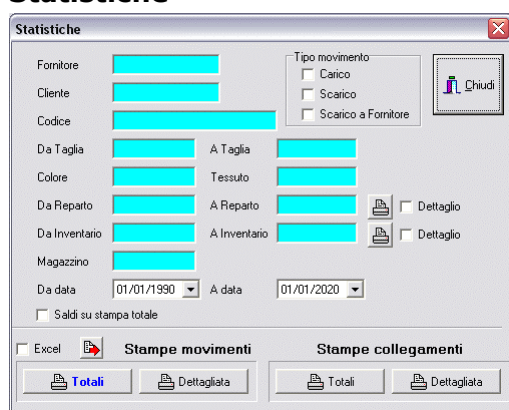 Statistiche
Statistiche
Fornitore
Tipo movimento
Carico
Chiudi
Cliente
Scarico
Codice
Scarico a Fornitore
Da Taglia A Taglia
Colore Tessuto
Da Reparto A Reparto Dettaglio
Da Inventario A Inventario Dettaglio
Magazzino
Da data 01/01/1990 A data 01/01/2020
Saldi su stampa totale
Excel Stampe movimenti Stampe collegamenti
Totali Dettagliata Totali Dettagliata